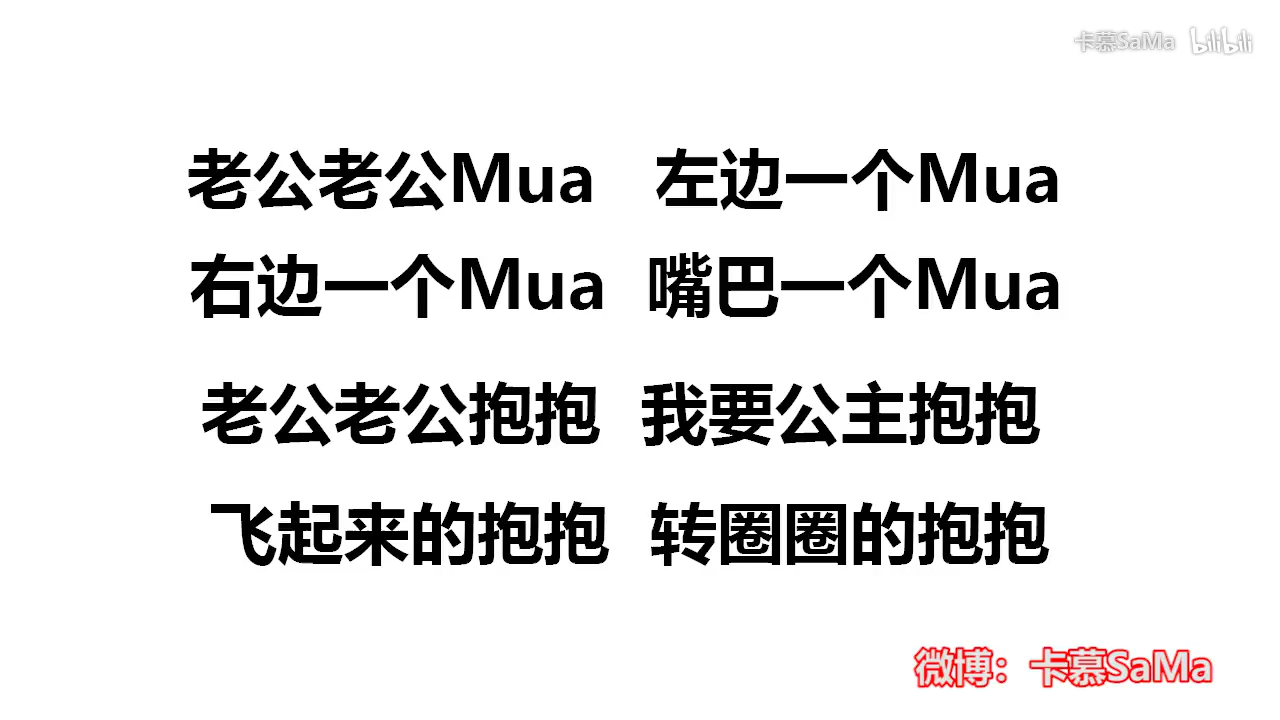 卡慕SaMa bilibili
老公老公Mua 左边一个Mua
右边一个Mua 嘴巴一个Mua
老公老公抱抱 我要公主抱抱
飞起来的抱抱 转圈圈的抱抱
微博：卡慕SaMa